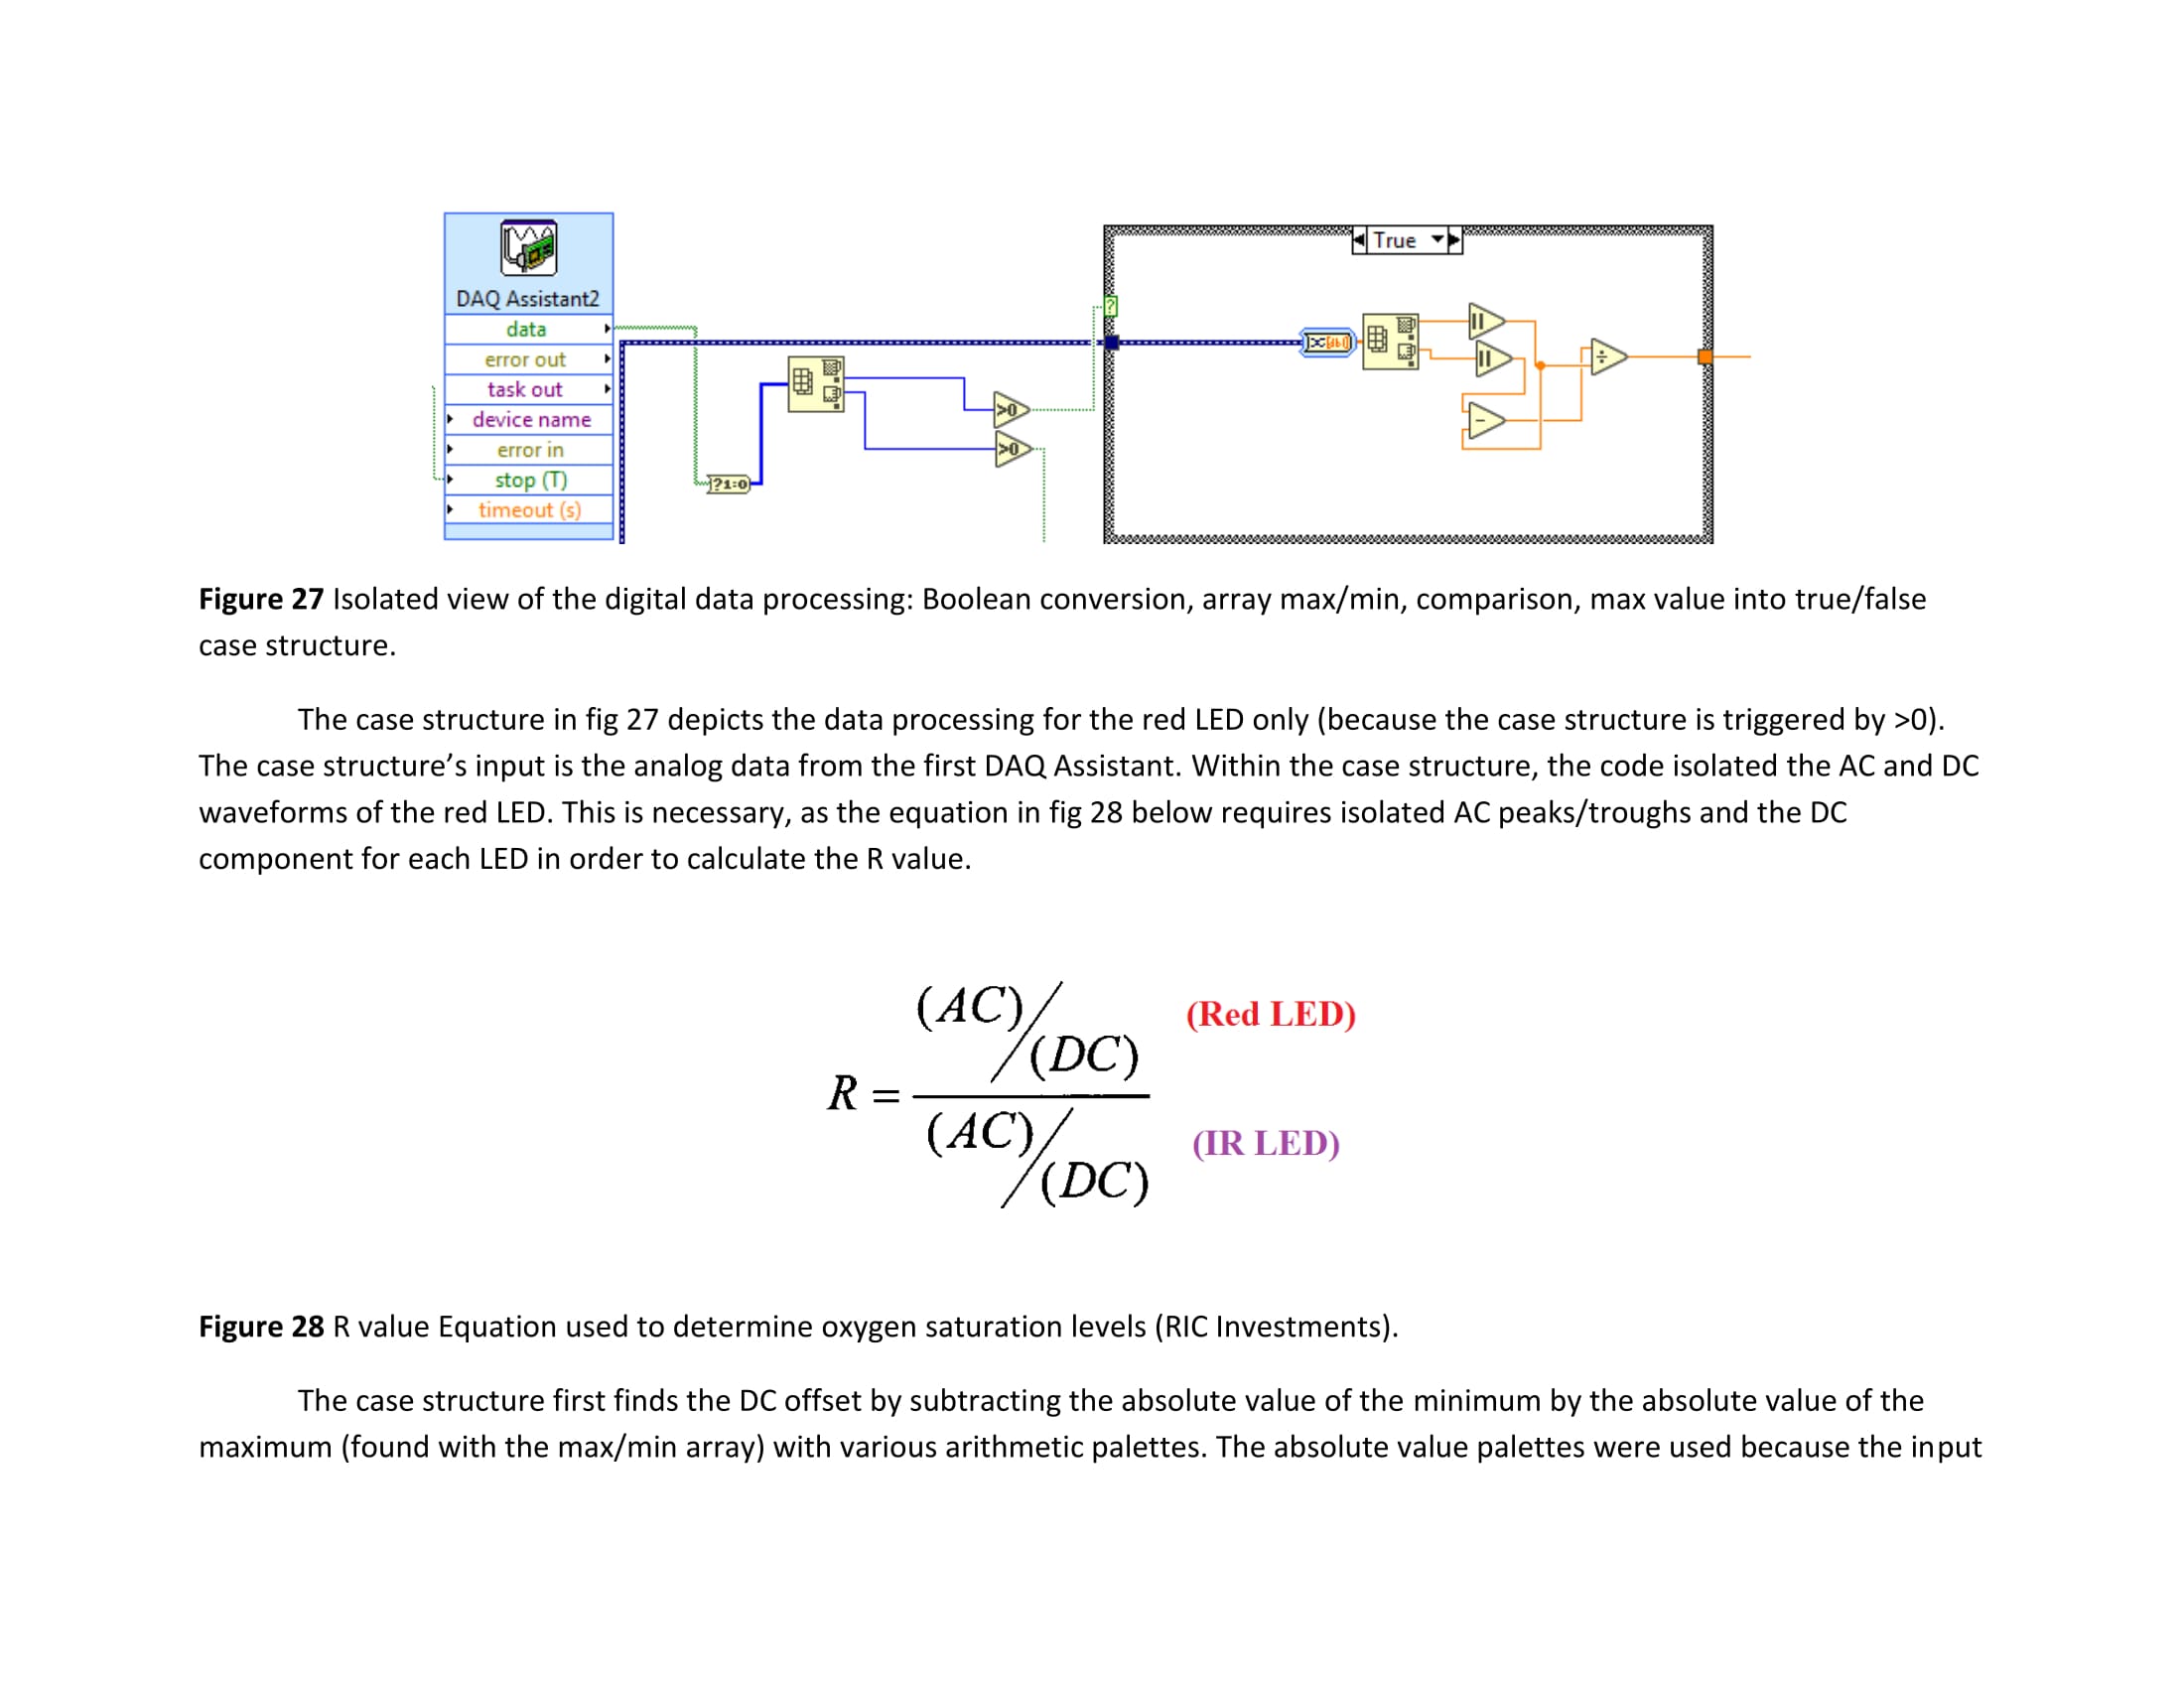 True
?
DAQ Assistant2
data
error out
task out
device name
error in
stop (T)
timeout (s)
?1:0
>0
>0
÷
-
Figure 27 Isolated view of the digital data processing: Boolean conversion, array max/min, comparison, max value into true/false
case structure.
The case structure in fig 27 depicts the data processing for the red LED only (because the case structure is triggered by >0).
The case structure’s input is the analog data from the first DAQ Assistant. Within the case structure, the code isolated the AC and DC
waveforms of the red LED. This is necessary, as the equation in fig 28 below requires isolated AC peaks/troughs and the DC
component for each LED in order to calculate the R value.
(AC)/(DC) (Red LED)
R =
(AC)/(DC) (IR LED)
Figure 28 R value Equation used to determine oxygen saturation levels (RIC Investments).
The case structure first finds the DC offset by subtracting the absolute value of the minimum by the absolute value of the
maximum (found with the max/min array) with various arithmetic palettes. The absolute value palettes were used because the input